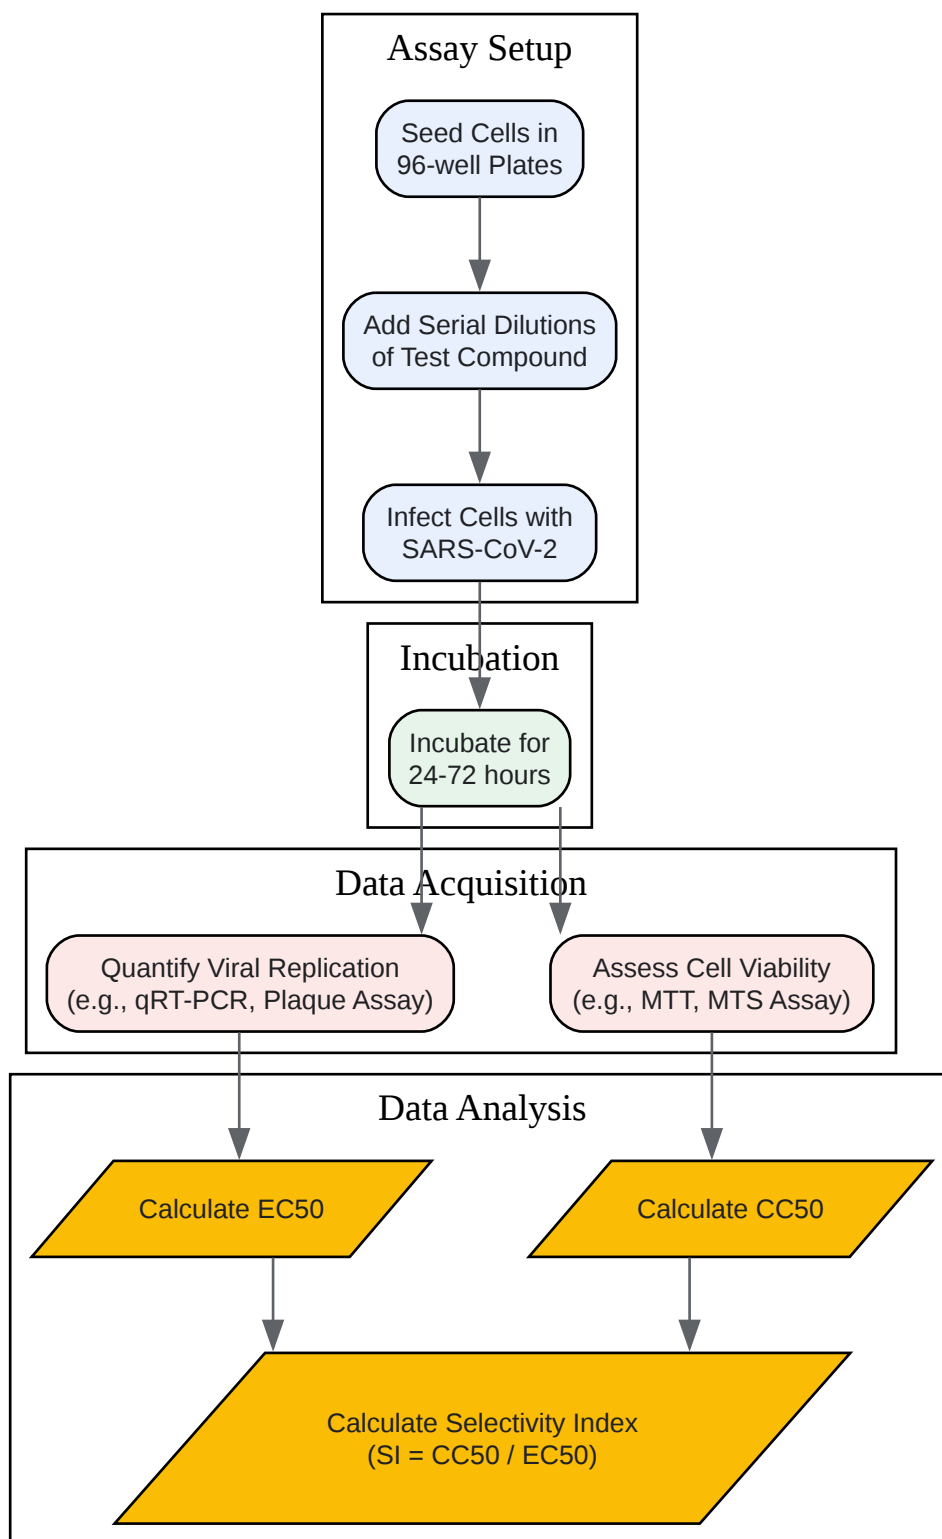 Assay Setup
Seed Cells in
96-well Plates
Add Serial Dilutions
of Test Compound
Infect Cells with
SARS-CoV-2
Incubation
Incubate for
24-72 hours
Data Acquisition
Quantify Viral Replication
(e.g., qRT-PCR, Plaque Assay)
Assess Cell Viability
(e.g., MTT, MTS Assay)
Data Analysis
Calculate EC50
Calculate CC50
Calculate Selectivity Index
(SI = CC50 / EC50)